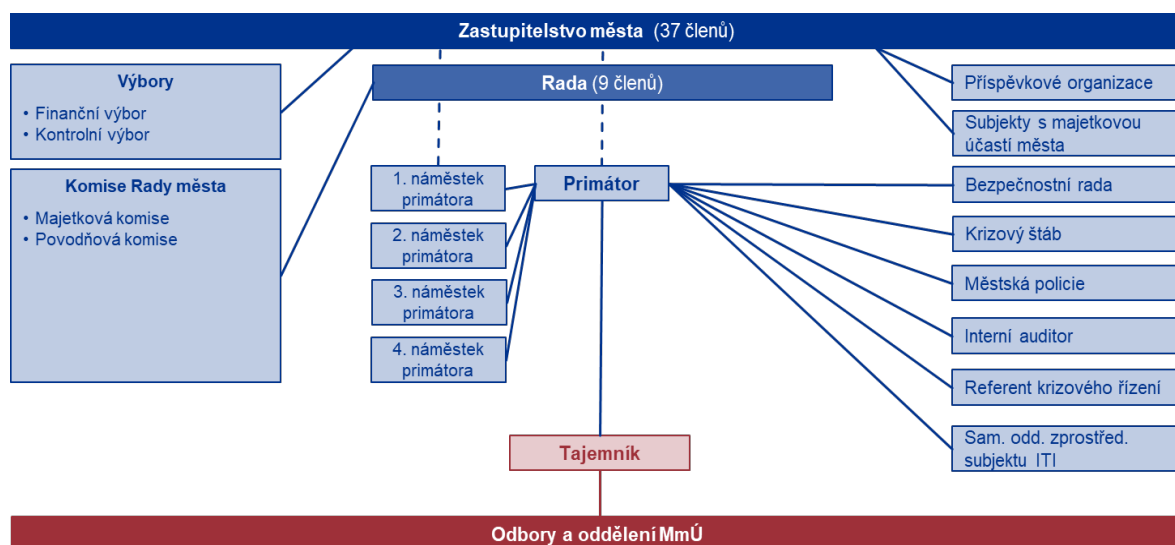 Zastupitelstvo města (37 členů)
Výbory
• Finanční výbor
• Kontrolní výbor
Komise Rady města
• Majetková komise
• Povodňová komise
Rada (9 členů)
1. náměstek
primátora
2. náměstek
primátora
3. náměstek
primátora
4. náměstek
primátora
Primátor
Příspěvkové organizace
Subjekty s majetkovou
účastí města
Bezpečnostní rada
Krizový štáb
Městská policie
Interní auditor
Referent krizového řízení
Sam. odd. zprostřed.
subjektu ITI
Tajemník
Odbory a oddělení MmÚ